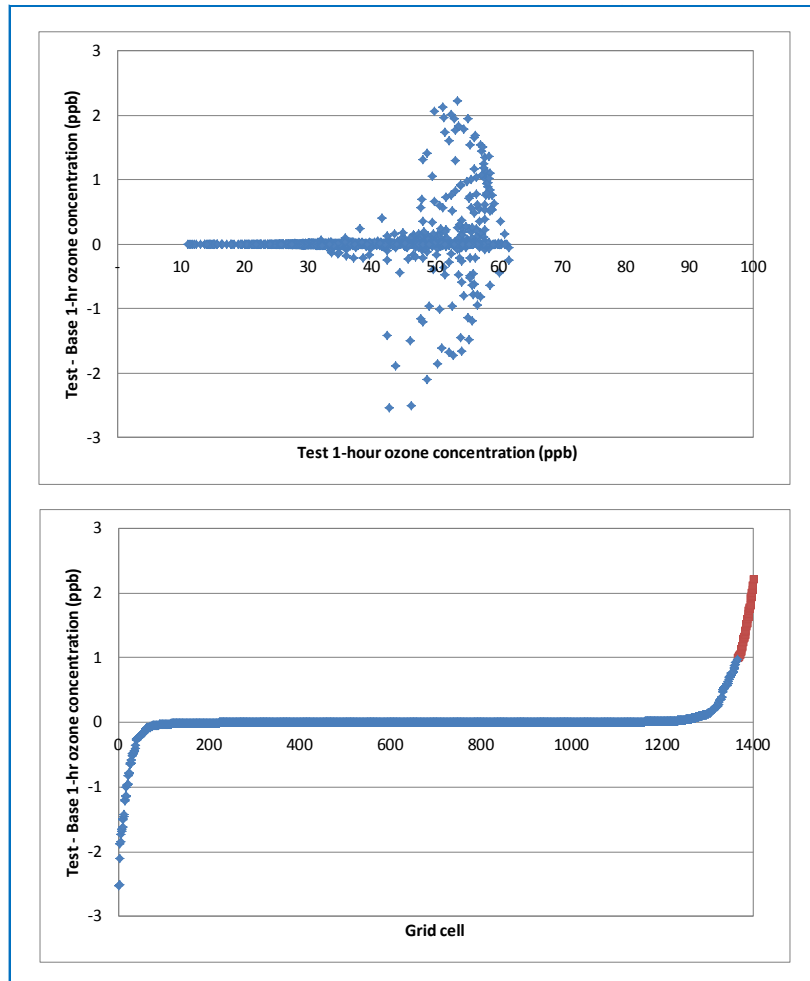 3
2
1
0
-1
-2
-3
- 10 20 30 40 50 60 70 80 90 100
Test - Base 1-hr ozone concentration (ppb)
Test 1-hour ozone concentration (ppb)
3
2
1
0
-1
-2
-3
0 200 400 600 800 1000 1200 1400
Test - Base 1-hr ozone concentration (ppb)
Grid cell